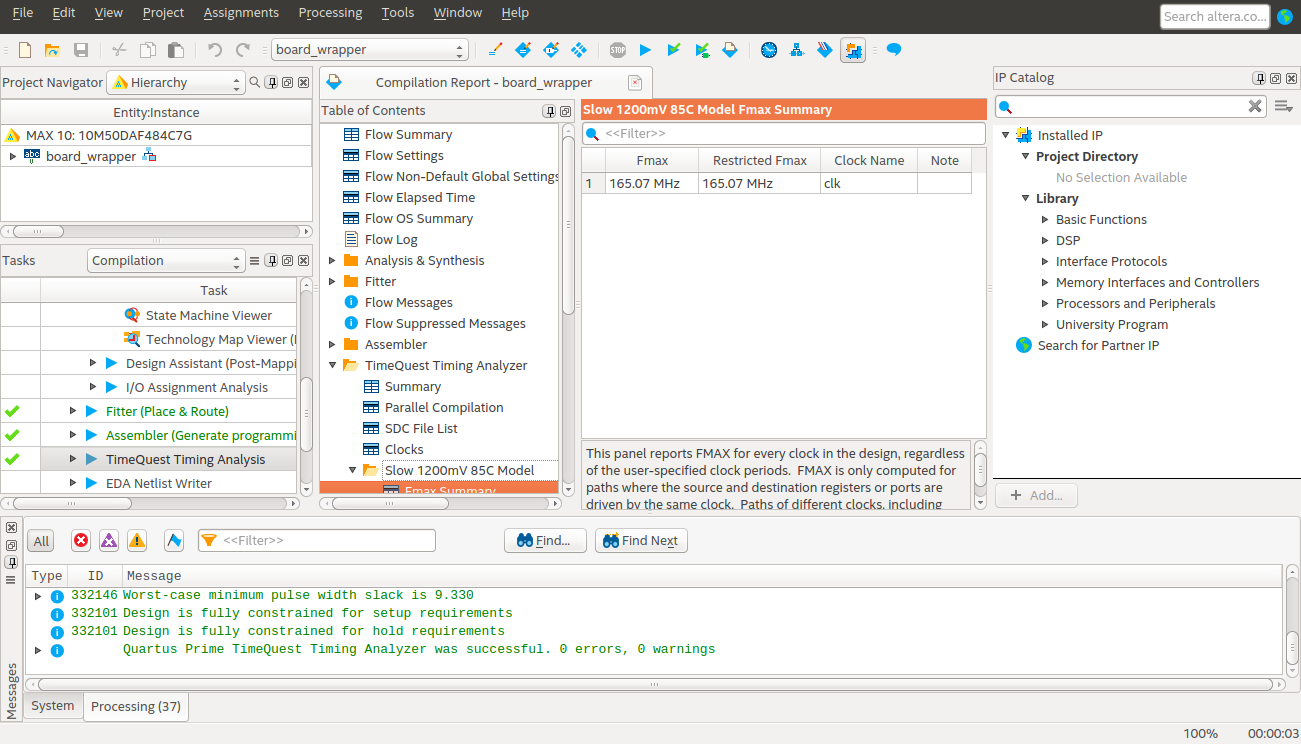 File Edit View Project Assignments Processing Tools Window Help
Search altera.co...
board_wrapper
STOP
Project Navigator
Hierarchy
Entity:Instance
MAX 10: 10M50DAF484C7G
abc board_wrapper
Tasks
Compilation
Task
State Machine Viewer
Technology Map Viewer (
Design Assistant (Post-Mappi
I/O Assignment Analysis
Fitter (Place & Route)
Assembler (Generate programmi
TimeQuest Timing Analysis
EDA Netlist Writer
Compilation Report - board_wrapper
Table of Contents
Flow Summary
Flow Settings
Flow Non-Default Global Settings
Flow Elapsed Time
Flow OS Summary
Flow Log
Analysis & Synthesis
Fitter
Flow Messages
Flow Suppressed Messages
Assembler
TimeQuest Timing Analyzer
Summary
Parallel Compilation
SDC File List
Clocks
Slow 1200mV 85C Model
Fmax Summary
Slow 1200mV 85C Model Fmax Summary
<<Filter>>
Fmax Restricted Fmax Clock Name Note
1 165.07 MHz 165.07 MHz clk
This panel reports FMAX for every clock in the design, regardless
of the user-specified clock periods. FMAX is only computed for
paths where the source and destination registers or ports are
driven by the same clock. Paths of different clocks, including
IP Catalog
Installed IP
Project Directory
No Selection Available
Library
Basic Functions
DSP
Interface Protocols
Memory Interfaces and Controllers
Processors and Peripherals
University Program
Search for Partner IP
+ Add...
Messages
All
<<Filter>>
Find...
Find Next
Type ID Message
332146 Worst-case minimum pulse width slack is 9.330
332101 Design is fully constrained for setup requirements
332101 Design is fully constrained for hold requirements
Quartus Prime TimeQuest Timing Analyzer was successful. 0 errors, 0 warnings
System
Processing (37)
100% 00:00:03